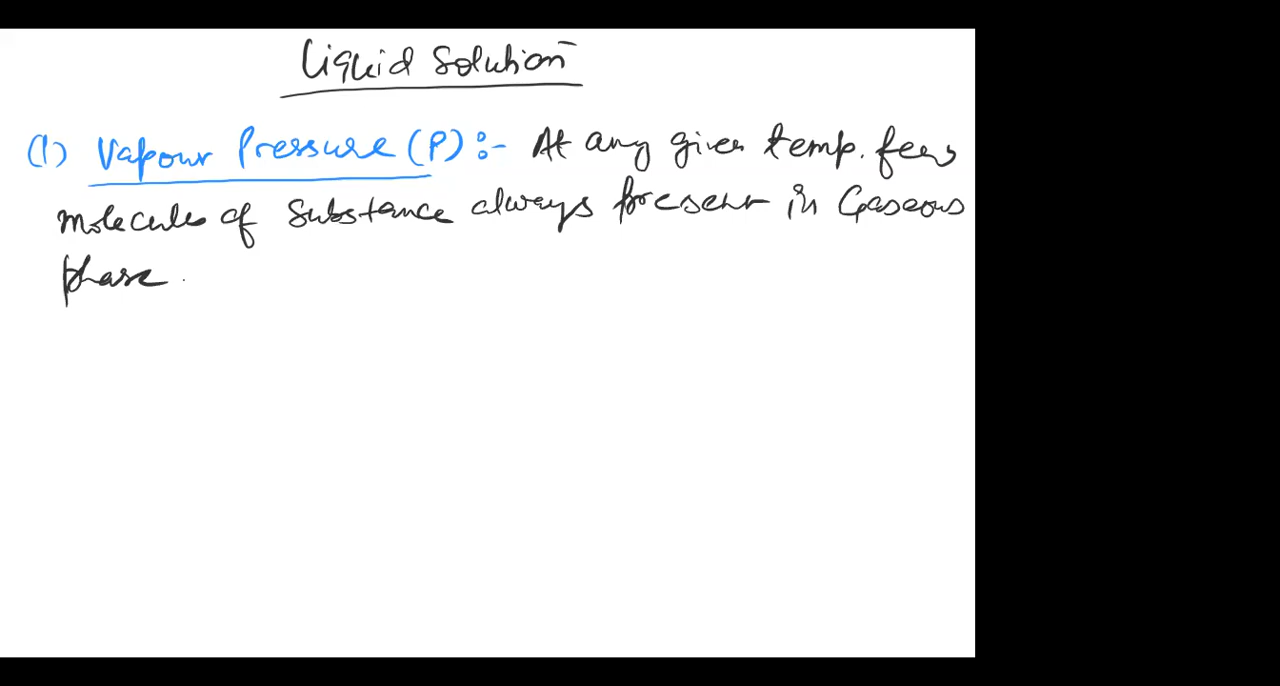 Liquid Solution
(1) Vapour Pressure (P) :- At any given temp. few
molecules of substance always present in Gaseous
phase.